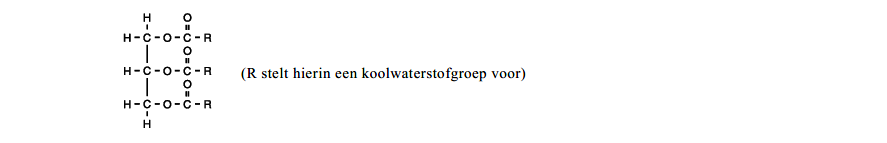 H O
H-C-O-C-R
O
H-C-O-C-R (R stelt hierin een koolwaterstofgroep voor)
O
H-C-O-C-R
H